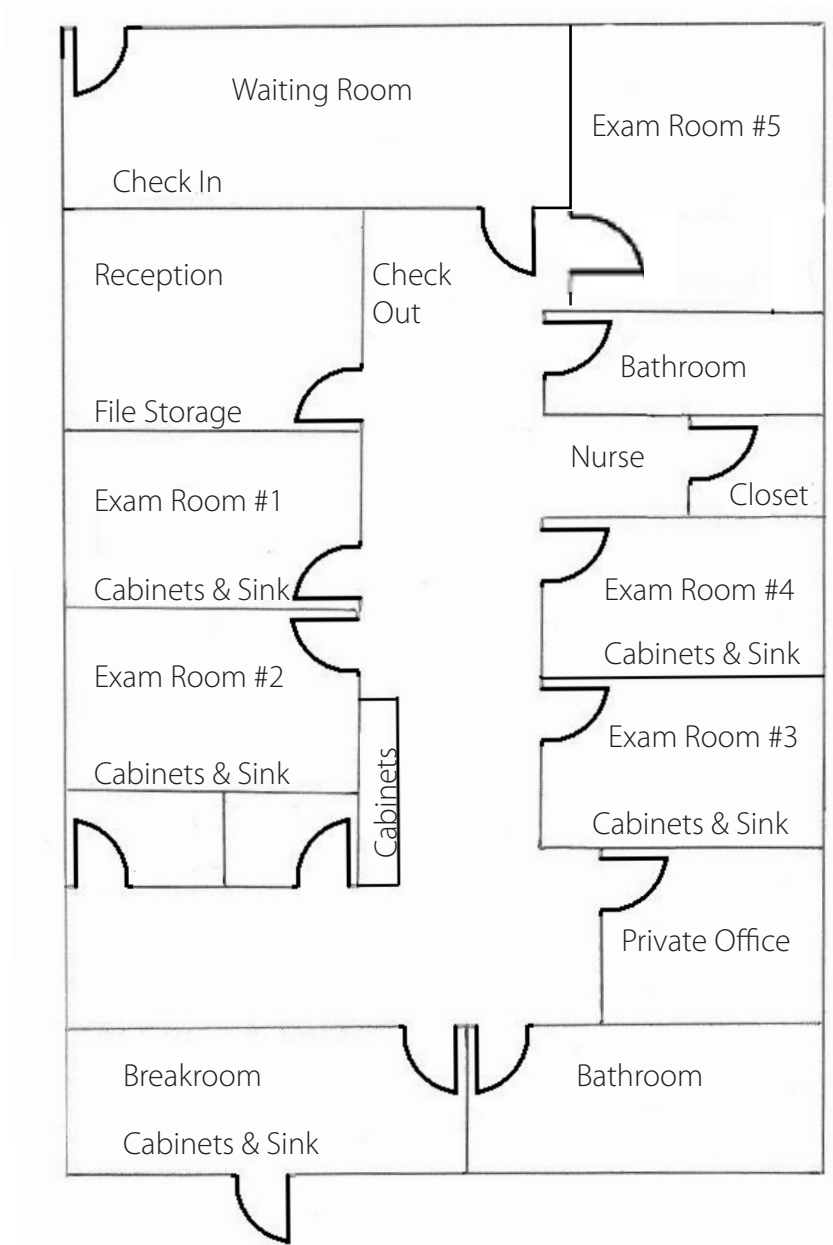 Waiting Room
Exam Room #5
Check In
Reception
Check
Out
Bathroom
File Storage
Nurse
Closet
Exam Room #1
Cabinets & Sink
Exam Room #4
Cabinets & Sink
Exam Room #2
Cabinets & Sink
Cabinets
Exam Room #3
Cabinets & Sink
Private Office
Breakroom
Cabinets & Sink
Bathroom